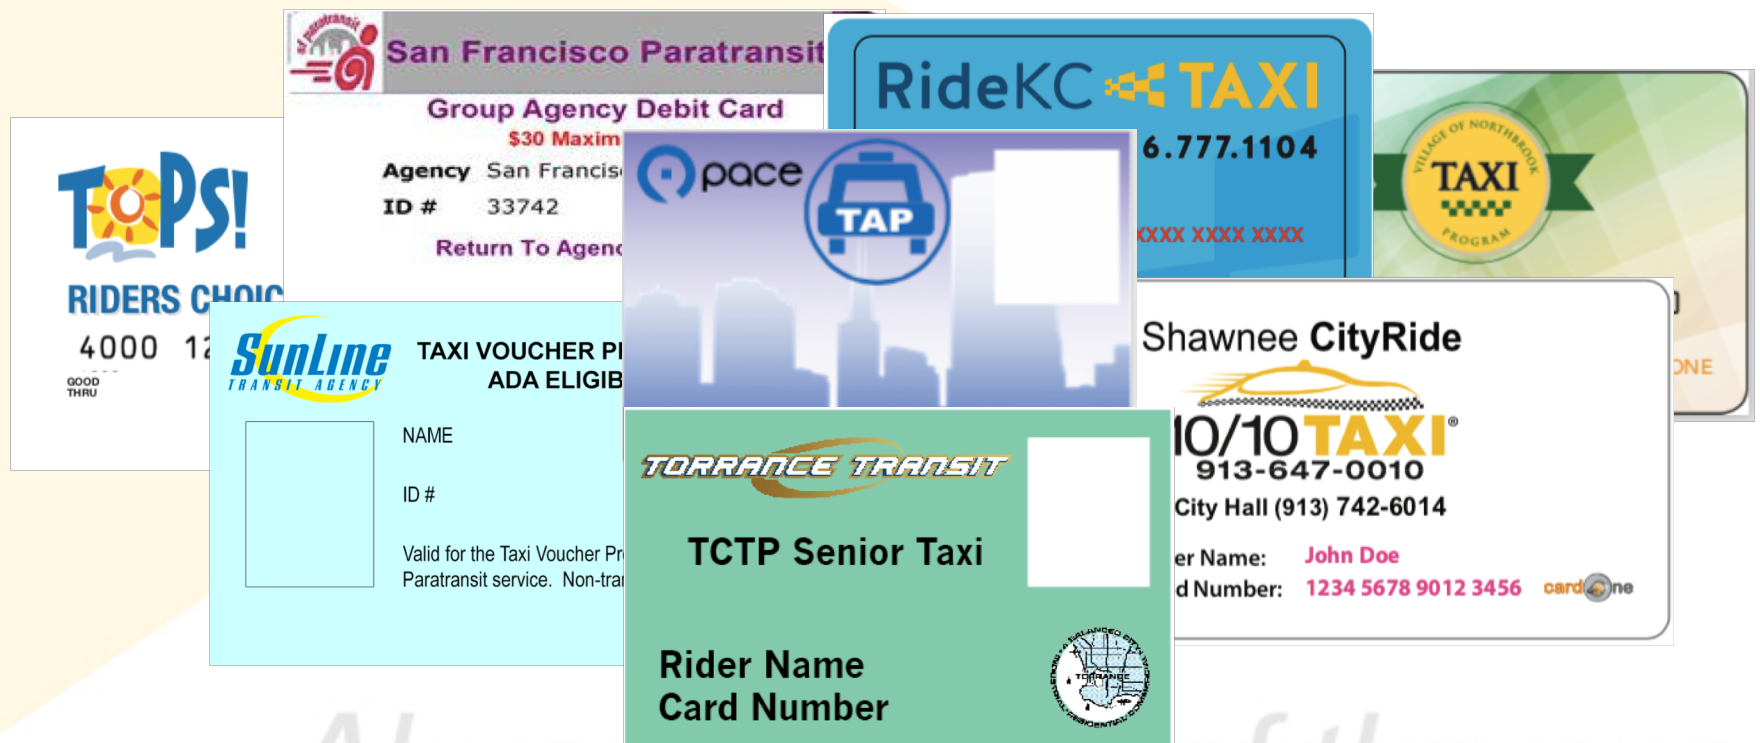 TOPS!
RIDERS CHOIC
4000 12
GOOD
THRU
sf paratransit
San Francisco Paratransit
Group Agency Debit Card
$30 Maxim
Agency San Francis
ID # 33742
Return To Agenc
RideKC TAXI
6.777.1104
XXXX XXXX XXXX
VILLAGE OF NORTHBROOK
TAXI
PROGRAM
ONE
pace
TAP
SunLine
TRANSIT AGENCY
TAXI VOUCHER P
ADA ELIGIB
NAME
ID #
Valid for the Taxi Voucher Pr
Paratransit service. Non-tra
Shawnee CityRide
10/10 TAXI®
913-647-0010
City Hall (913) 742-6014
er Name: John Doe
d Number: 1234 5678 9012 3456
cardOne
TORRANCE TRANSIT
TCTP Senior Taxi
Rider Name
Card Number
TORRANCE